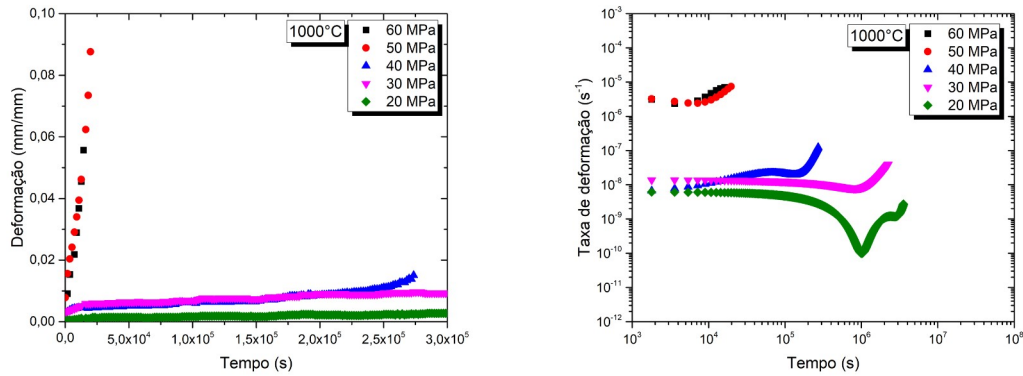 0,10
0,08
0,06
0,04
0,02
0,00
Deformação (mm/mm)
1000°C
60 MPa
50 MPa
40 MPa
30 MPa
20 MPa
0,0
5,0x10⁴
1,0x10⁵
1,5x10⁵
2,0x10⁵
2,5x10⁵
3,0x10⁵
Tempo (s)
10⁻³
10⁻⁴
10⁻⁵
10⁻⁶
10⁻⁷
10⁻⁸
10⁻⁹
10⁻¹⁰
10⁻¹¹
10⁻¹²
Taxa de deformação (s⁻¹)
1000°C
60 MPa
50 MPa
40 MPa
30 MPa
20 MPa
10³
10⁴
10⁵
10⁶
10⁷
10⁸
Tempo (s)